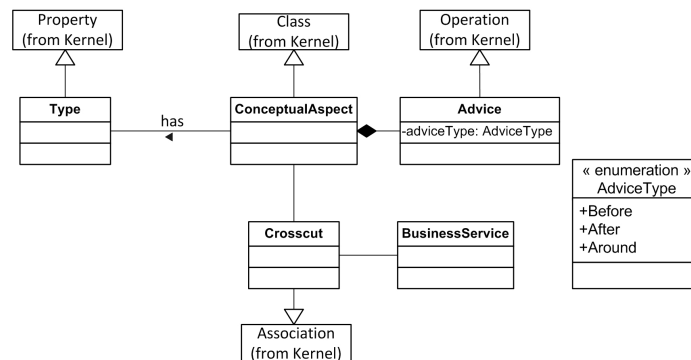 Property
(from Kernel)
Class
(from Kernel)
Operation
(from Kernel)
Type
has
ConceptualAspect
Advice
-adviceType: AdviceType
« enumeration »
AdviceType
+Before
+After
+Around
Crosscut
BusinessService
Association
(from Kernel)